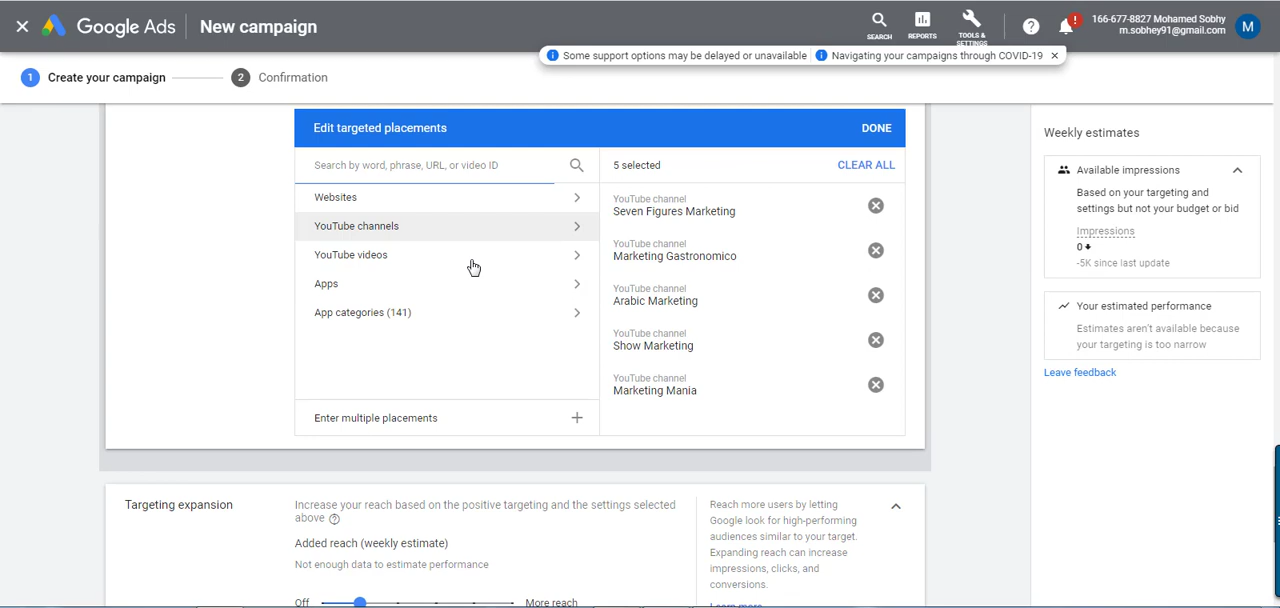 Google Ads
New campaign
SEARCH
REPORTS
TOOLS &
SETTINGS
166-677-8827 Mohamed Sobhy
m.sobhey91@gmail.com
M
Some support options may be delayed or unavailable
Navigating your campaigns through COVID-19
1 Create your campaign
2 Confirmation
Edit targeted placements
DONE
Search by word, phrase, URL, or video ID
5 selected
CLEAR ALL
Websites
YouTube channels
YouTube videos
Apps
App categories (141)
Enter multiple placements
YouTube channel
Seven Figures Marketing
YouTube channel
Marketing Gastronomico
YouTube channel
Arabic Marketing
YouTube channel
Show Marketing
YouTube channel
Marketing Mania
Weekly estimates
Available impressions
Based on your targeting and
settings but not your budget or bid
Impressions
0
-5K since last update
Your estimated performance
Estimates aren't available because
your targeting is too narrow
Leave feedback
Targeting expansion
Increase your reach based on the positive targeting and the settings selected
above
Added reach (weekly estimate)
Not enough data to estimate performance
Off
More reach
Reach more users by letting
Google look for high-performing
audiences similar to your target.
Expanding reach can increase
impressions, clicks, and
conversions.
Learn more